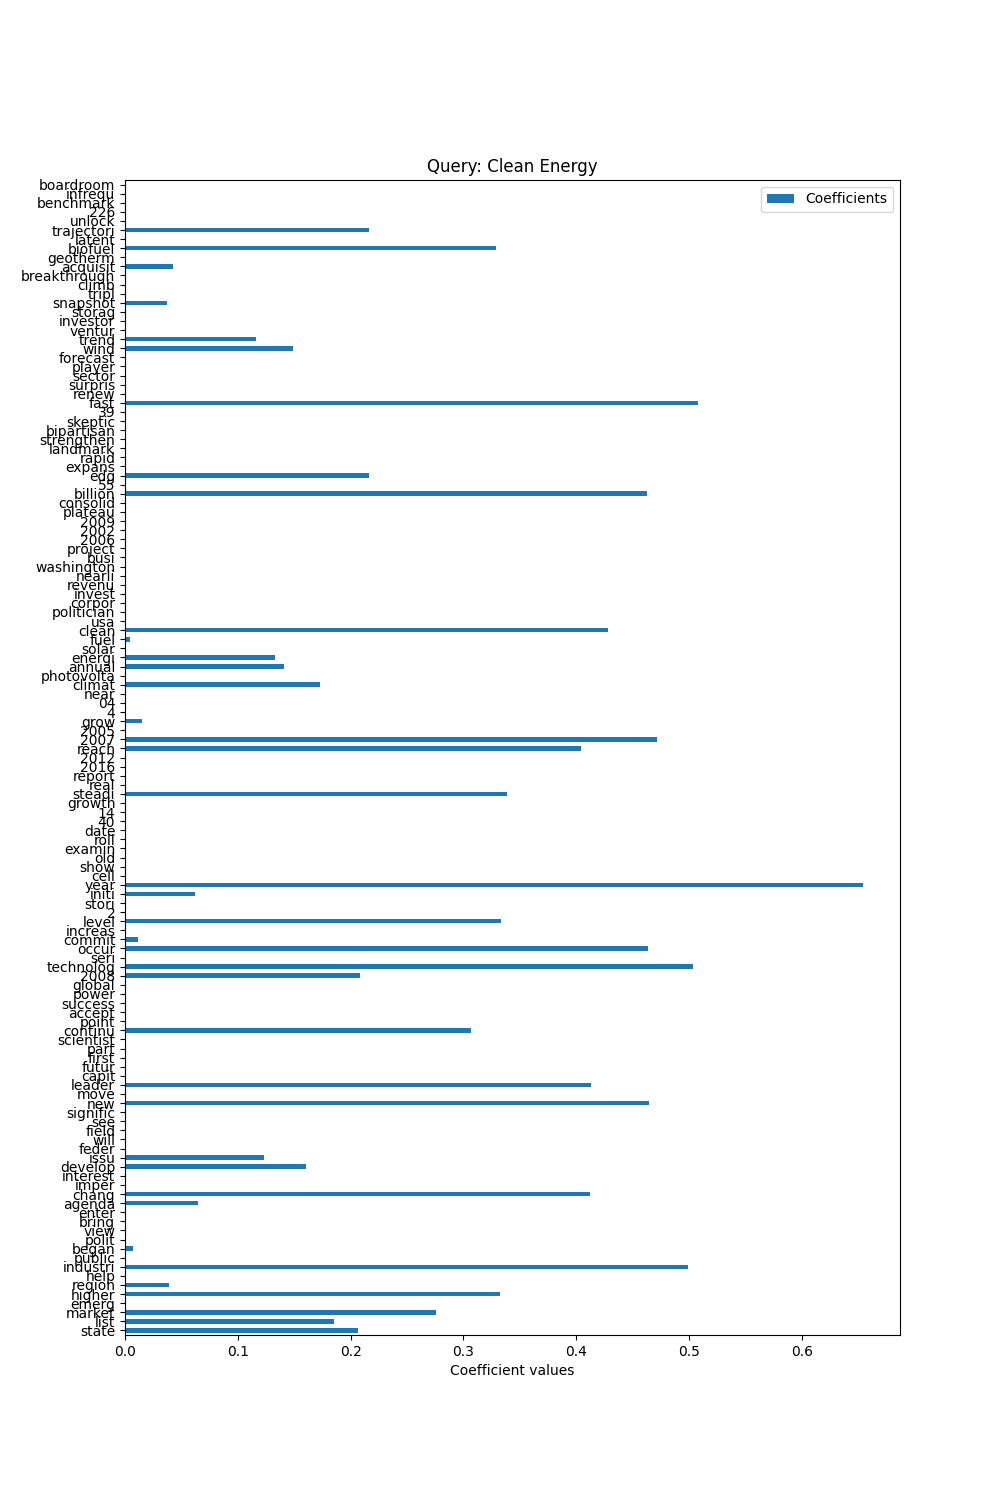 Query: Clean Energy
Coefficients
boardroom
infrequ
benchmark
226
unlock
trajectori
latent
biofuel
geotherm
acquisit
breakthrough
climb
tripl
snapshot
storag
investor
ventur
trend
wind
forecast
player
sector
surpris
renew
fast
39
skeptic
bipartisan
strengthen
landmark
rapid
expans
edg
55
billion
consolid
plateau
2009
2002
2006
project
busi
washington
nearli
revenu
invest
corpor
politician
usa
clean
fuel
solar
energi
annual
photovolta
climat
near
04
4
grow
2005
2007
reach
2012
2016
report
real
steadi
growth
14
40
date
roll
examin
old
show
cell
year
initi
stori
2
level
increas
commit
occur
seri
technolog
2008
global
power
success
accept
point
continu
scientist
part
first
futur
capit
leader
move
new
signific
see
field
will
feder
issu
develop
interest
imper
chang
agenda
enter
bring
view
polit
began
public
industri
help
region
higher
emerg
market
list
state
0.0 0.1 0.2 0.3 0.4 0.5 0.6
Coefficient values